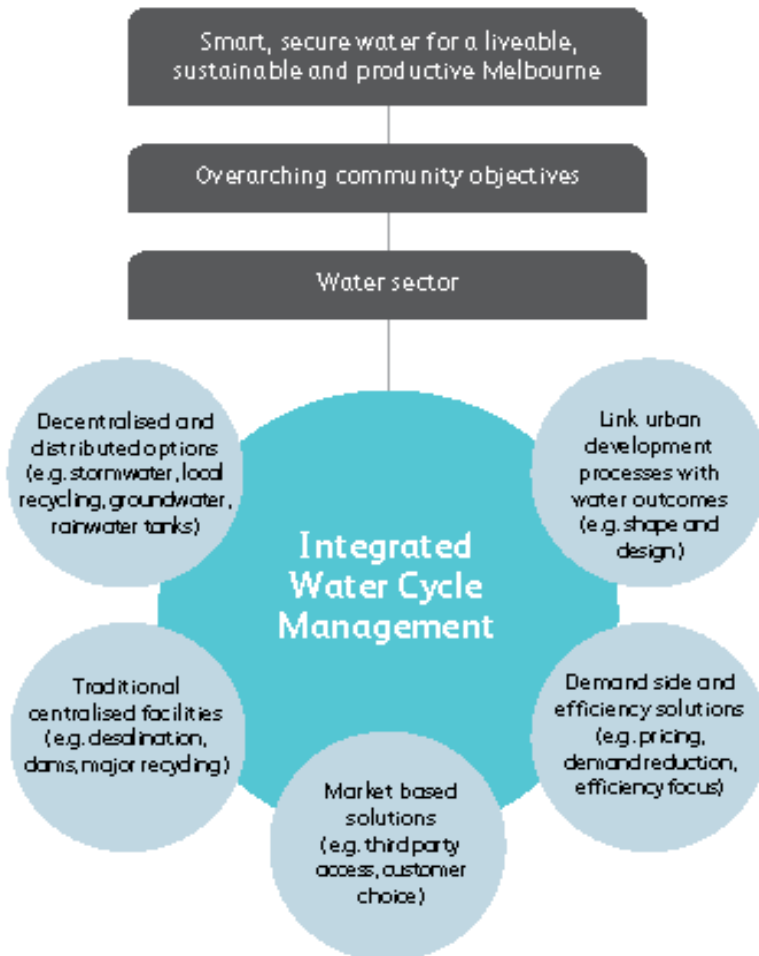 Smart, secure water for a liveable,
sustainable and productive Melbourne
Overarching community objectives
Water sector
Decentralised and
distributed options
(e.g. stormwater, local
recycling, groundwater,
rainwater tanks)
Link urban
development
processes with
water outcomes
(e.g. shape and
design)
Integrated
Water Cycle
Management
Traditional
centralised facilities
(e.g. desalination,
dams, major recycling)
Demand side and
efficiency solutions
(e.g. pricing,
demand reduction,
efficiency focus)
Market based
solutions
(e.g. third party
access, customer
choice)